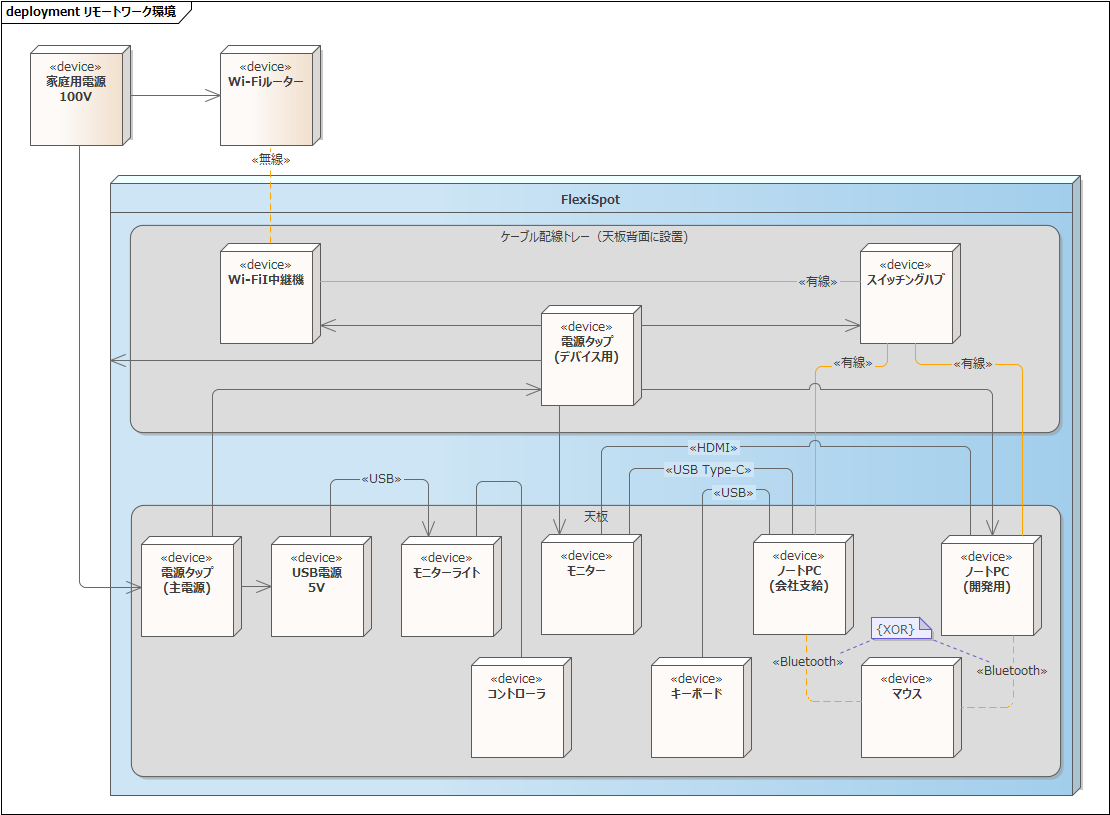 deployment リモートワーク環境
«device»
家庭用電源
100V
«device»
Wi-Fiルーター
«無線»
FlexiSpot
ケーブル配線トレー（天板背面に設置)
«device»
Wi-FiI中継機
«有線»
«device»
スイッチングハブ
«device»
電源タップ
(デバイス用)
«有線»
«有線»
«HDMI»
«USB Type-C»
«USB»
«USB»
天板
«device»
電源タップ
(主電源)
«device»
USB電源
5V
«device»
モニターライト
«device»
モニター
«device»
ノートPC
(会社支給)
«device»
ノートPC
(開発用)
{XOR}
«Bluetooth»
«Bluetooth»
«device»
コントローラ
«device»
キーボード
«device»
マウス